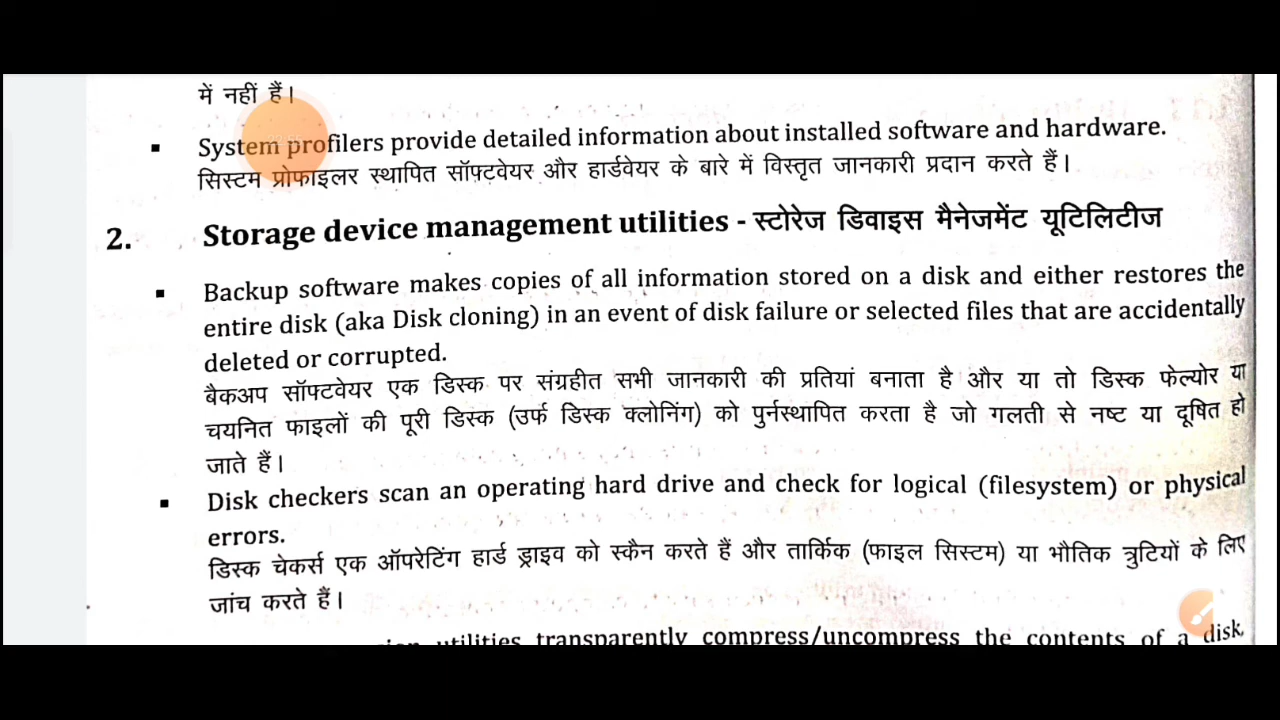 में नहीं हैं।
▪ System profilers provide detailed information about installed software and hardware.
सिस्टम प्रोफाइलर स्थापित सॉफ्टवेयर और हार्डवेयर के बारे में विस्तृत जानकारी प्रदान करते हैं।
2. Storage device management utilities - स्टोरेज डिवाइस मैनेजमेंट यूटिलिटीज
▪ Backup software makes copies of all information stored on a disk and either restores the
entire disk (aka Disk cloning) in an event of disk failure or selected files that are accidentally
deleted or corrupted.
बैकअप सॉफ्टवेयर एक डिस्क पर संग्रहीत सभी जानकारी की प्रतियां बनाता है और या तो डिस्क फेल्योर या
चयनित फाइलों की पूरी डिस्क (उर्फ डिस्क क्लोनिंग) को पुर्नस्थापित करता है जो गलती से नष्ट या दूषित हो
जाते हैं।
▪ Disk checkers scan an operating hard drive and check for logical (filesystem) or physical
errors.
डिस्क चेकर्स एक ऑपरेटिंग हार्ड ड्राइव को स्कैन करते हैं और तार्किक (फाइल सिस्टम) या भौतिक त्रुटियों के लिए
जांच करते हैं।
utilities transparently compress/uncompress the contents of a disk